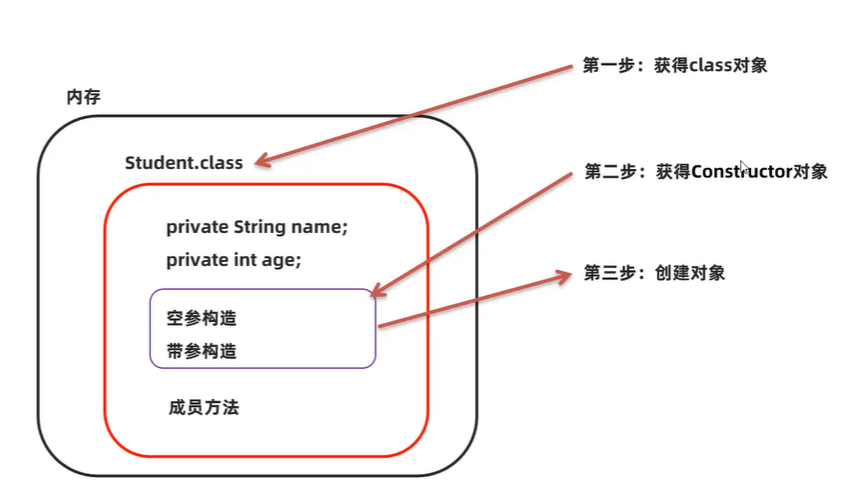 第一步：获得class对象
内存
Student.class
第二步：获得Constructor对象
private String name;
private int age;
第三步：创建对象
空参构造
带参构造
成员方法